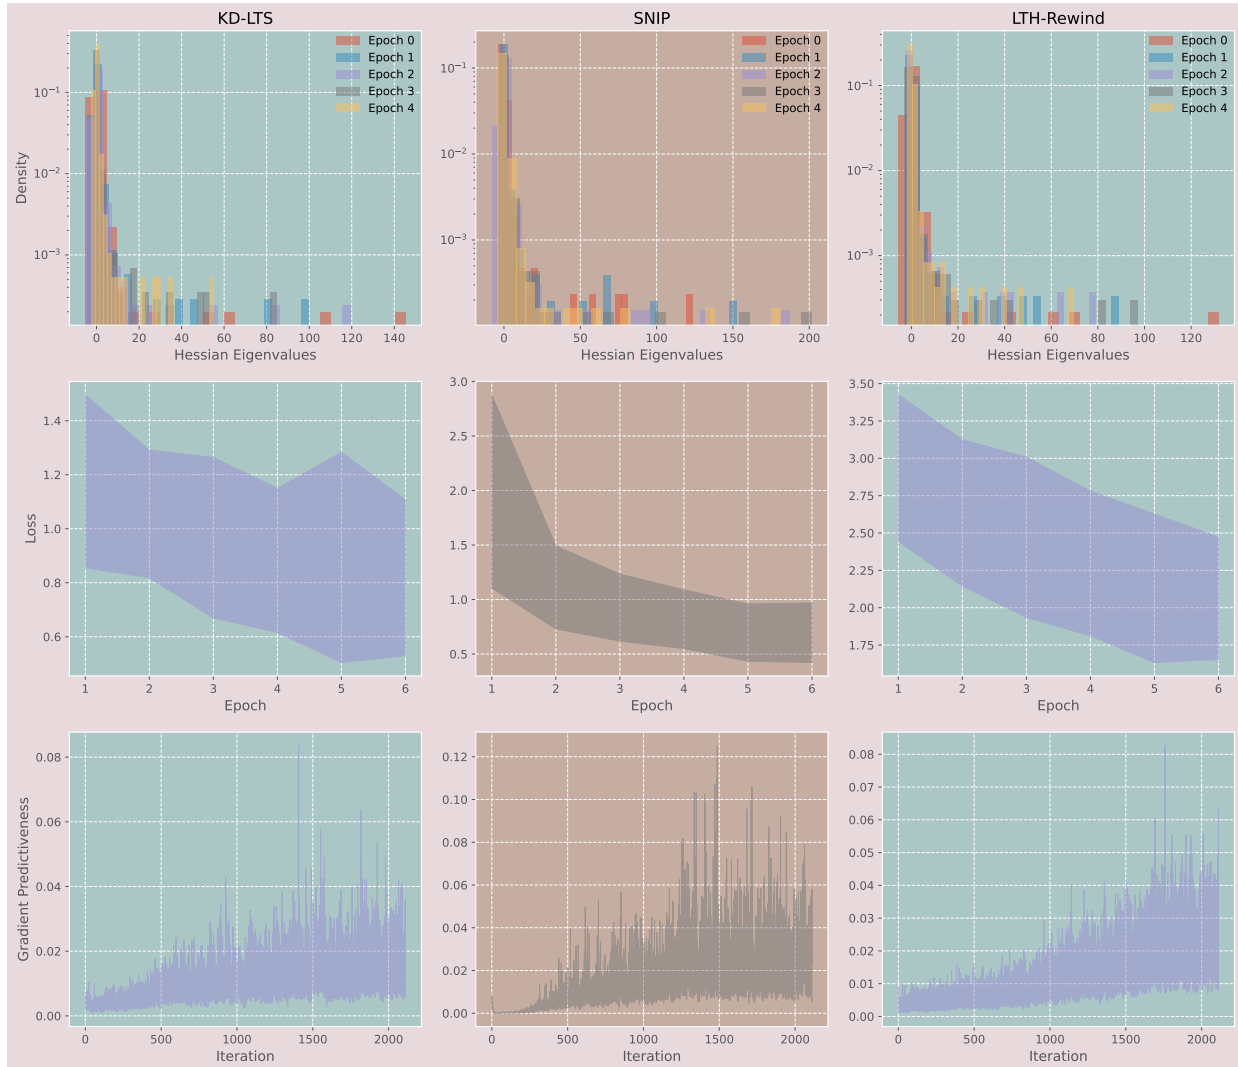 KD-LTS
SNIP
LTH-Rewind
Density
10⁻¹
10⁻²
10⁻³
Epoch 0
Epoch 1
Epoch 2
Epoch 3
Epoch 4
0 20 40 60 80 100 120 140
Hessian Eigenvalues
10⁻¹
10⁻²
10⁻³
Epoch 0
Epoch 1
Epoch 2
Epoch 3
Epoch 4
0 50 100 150 200
Hessian Eigenvalues
10⁻¹
10⁻²
10⁻³
Epoch 0
Epoch 1
Epoch 2
Epoch 3
Epoch 4
0 20 40 60 80 100 120
Hessian Eigenvalues
Loss
1.4
1.2
1.0
0.8
0.6
1 2 3 4 5 6
Epoch
3.0
2.5
2.0
1.5
1.0
0.5
1 2 3 4 5 6
Epoch
3.50
3.25
3.00
2.75
2.50
2.25
2.00
1.75
1 2 3 4 5 6
Epoch
Gradient Predictiveness
0.08
0.06
0.04
0.02
0.00
0 500 1000 1500 2000
Iteration
0.12
0.10
0.08
0.06
0.04
0.02
0.00
0 500 1000 1500 2000
Iteration
0.08
0.07
0.06
0.05
0.04
0.03
0.02
0.01
0.00
0 500 1000 1500 2000
Iteration